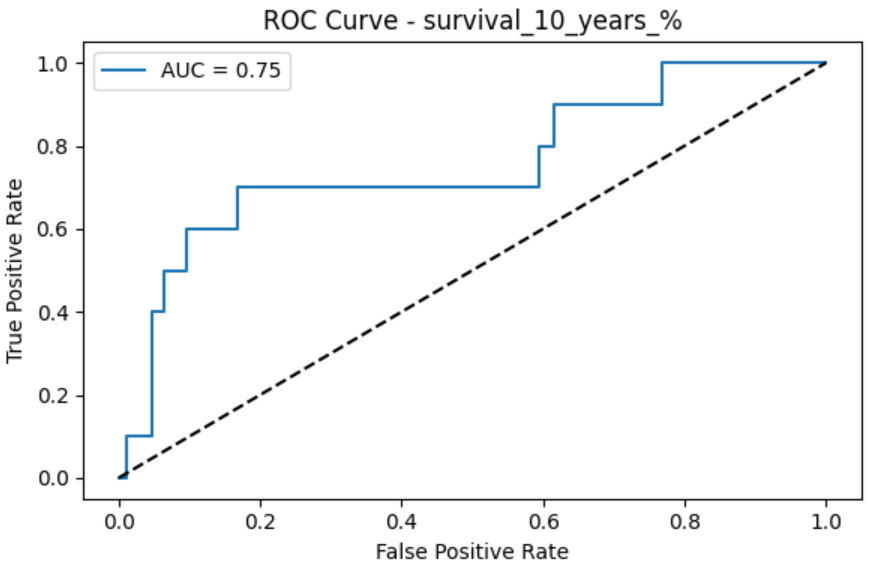 ROC Curve - survival_10_years_%
AUC = 0.75
True Positive Rate
1.0
0.8
0.6
0.4
0.2
0.0
0.0 0.2 0.4 0.6 0.8 1.0
False Positive Rate